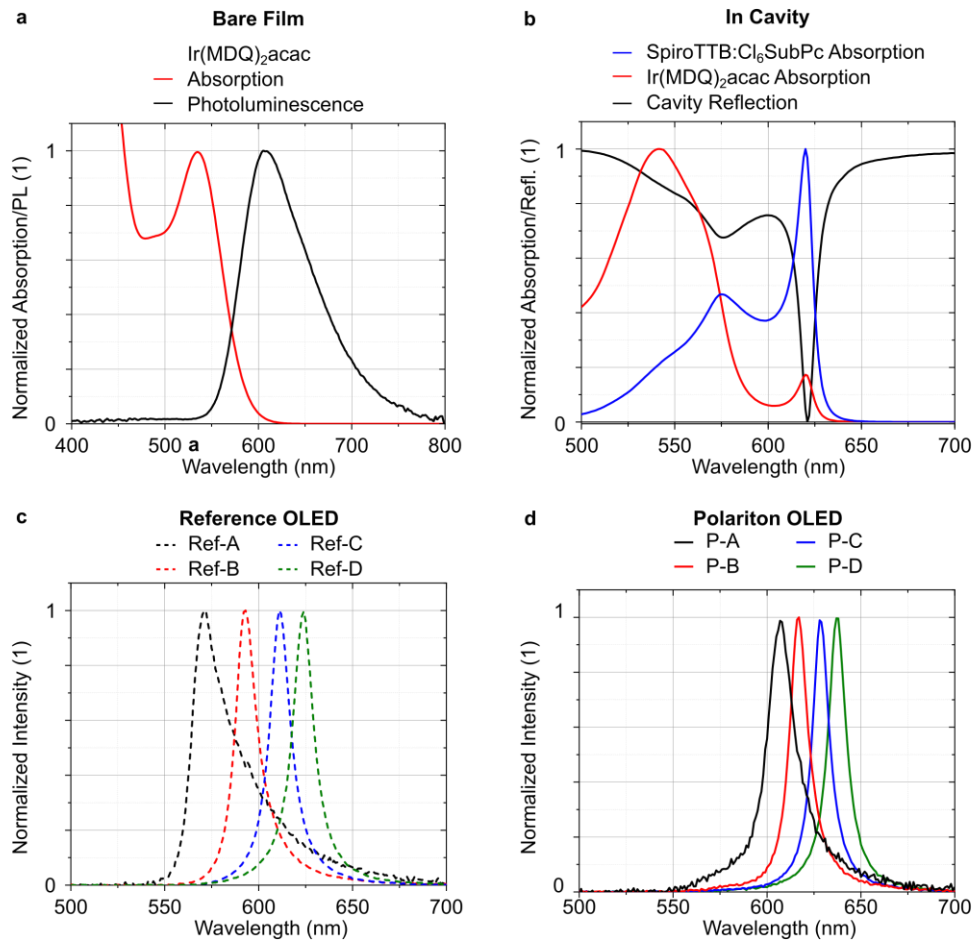 a
Bare Film
Ir(MDQ)₂acac
Absorption
Photoluminescence
Normalized Absorption/PL (1)
1
0
400
500
600
700
800
a
Wavelength (nm)
b
In Cavity
SpiroTTB:Cl₆SubPc Absorption
Ir(MDQ)₂acac Absorption
Cavity Reflection
Normalized Absorption/Refl. (1)
1
0
500
550
600
650
700
Wavelength (nm)
c
Reference OLED
Ref-A
Ref-C
Ref-B
Ref-D
Normalized Intensity (1)
1
0
500
550
600
650
700
Wavelength (nm)
d
Polariton OLED
P-A
P-C
P-B
P-D
Normalized Intensity (1)
1
0
500
550
600
650
700
Wavelength (nm)